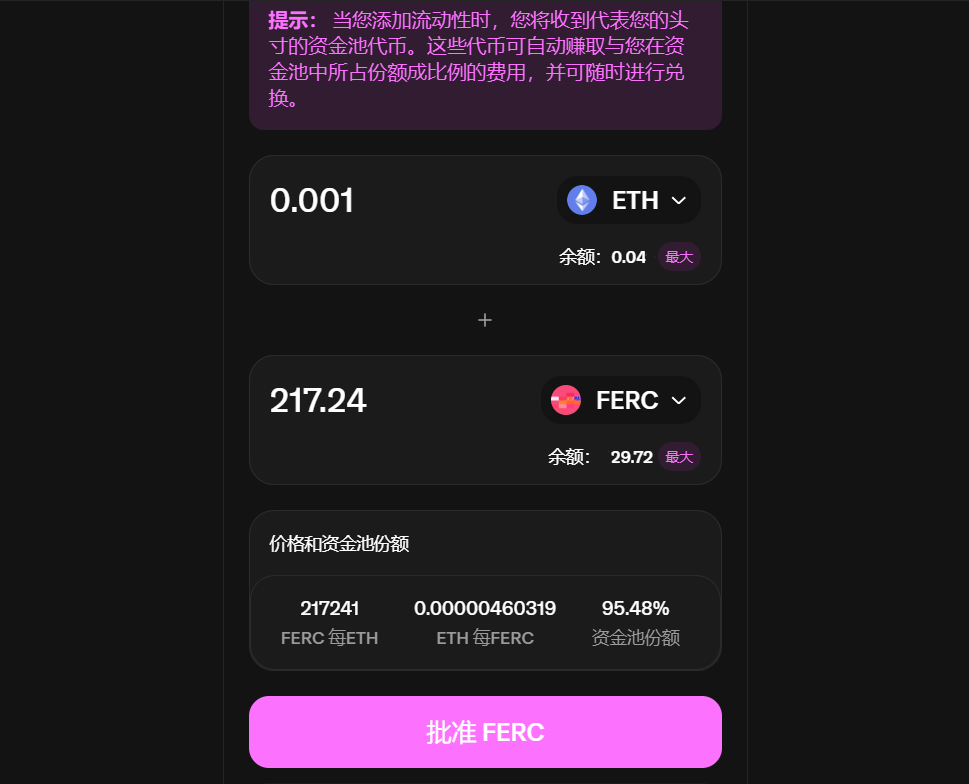 提示： 当您添加流动性时，您将收到代表您的头
寸的资金池代币。这些代币可自动赚取与您在资
金池中所占份额成比例的费用，并可随时进行兑
换。
0.001 ETH
余额：0.04 最大
+
217.24 FERC
余额： 29.72 最大
价格和资金池份额
217241 0.00000460319 95.48%
FERC 每ETH ETH 每FERC 资金池份额
批准 FERC